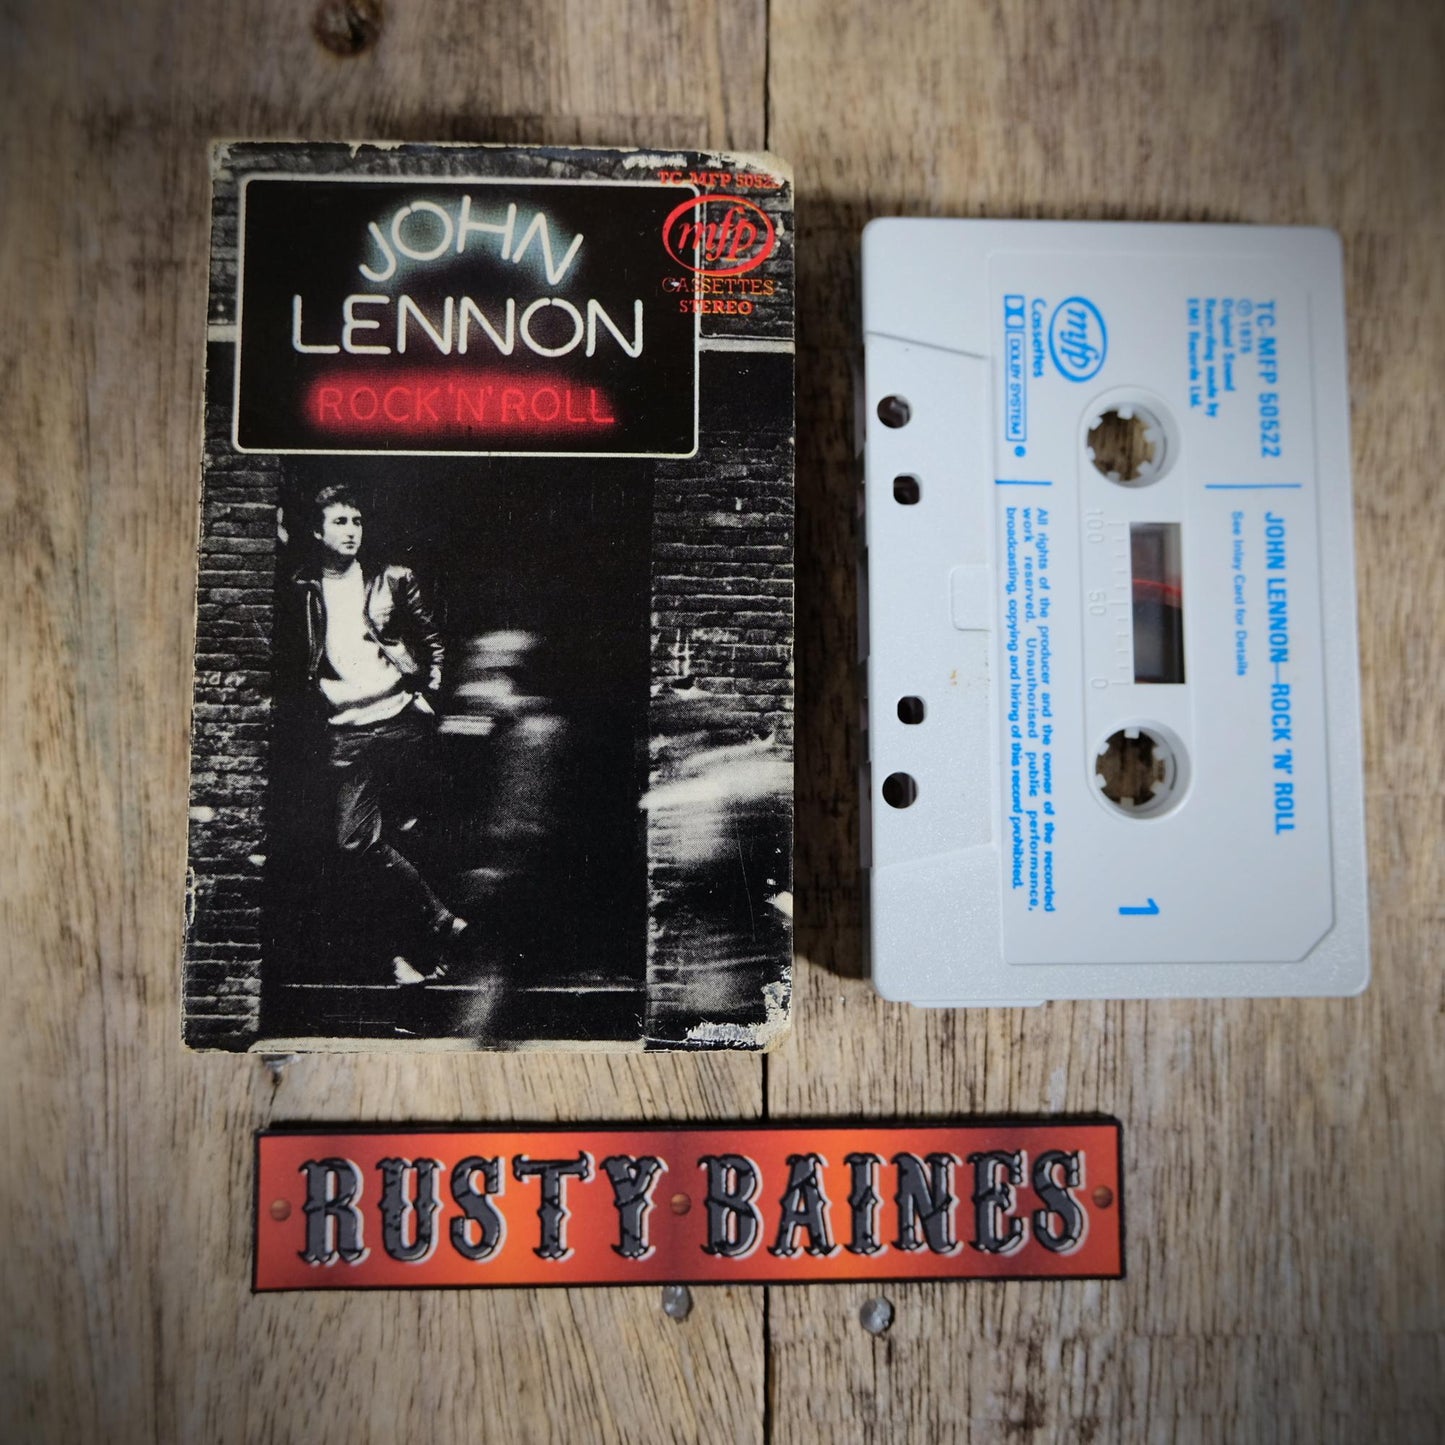 JOHN
LENNON
ROCK 'N' ROLL
TC-MFP 5052
mfp
CASSETTES
STEREO
TC-MFP 50522
℗ 1975
Original Sound
Recording made by
EMI Records Ltd.
JOHN LENNON—ROCK 'N' ROLL
See Inlay Card for Details
mfp
Cassettes
DOLBY SYSTEM ®
100 50 0
1
All rights of the producer and the owner of the recorded
work reserved. Unauthorised public performance,
broadcasting, copying and hiring of this record prohibited.
RUSTY BAINES